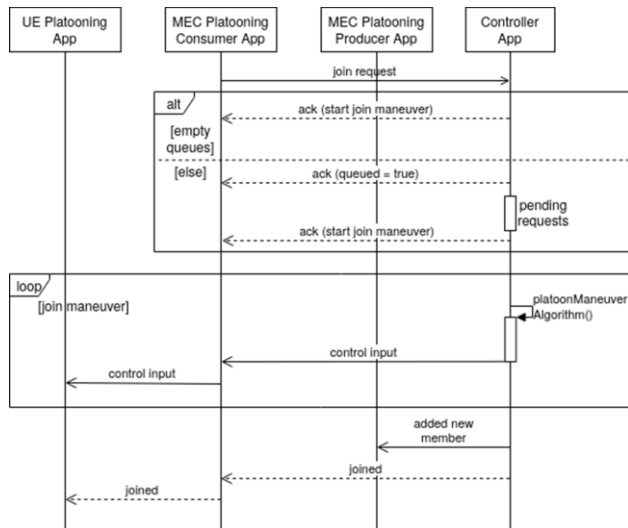 UE Platooning
App
MEC Platooning
Consumer App
MEC Platooning
Producer App
Controller
App
join request
alt
ack (start join maneuver)
[empty
queues]
[else]
ack (queued = true)
pending
requests
ack (start join maneuver)
loop
[join maneuver]
platoonManeuver
Algorithm()
control input
control input
added new
member
joined
joined